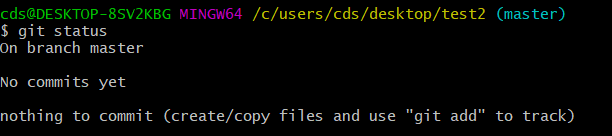 cds@DESKTOP-8SV2KBG MINGW64 /c/users/cds/desktop/test2 (master)
$ git status
On branch master
No commits yet
nothing to commit (create/copy files and use "git add" to track)